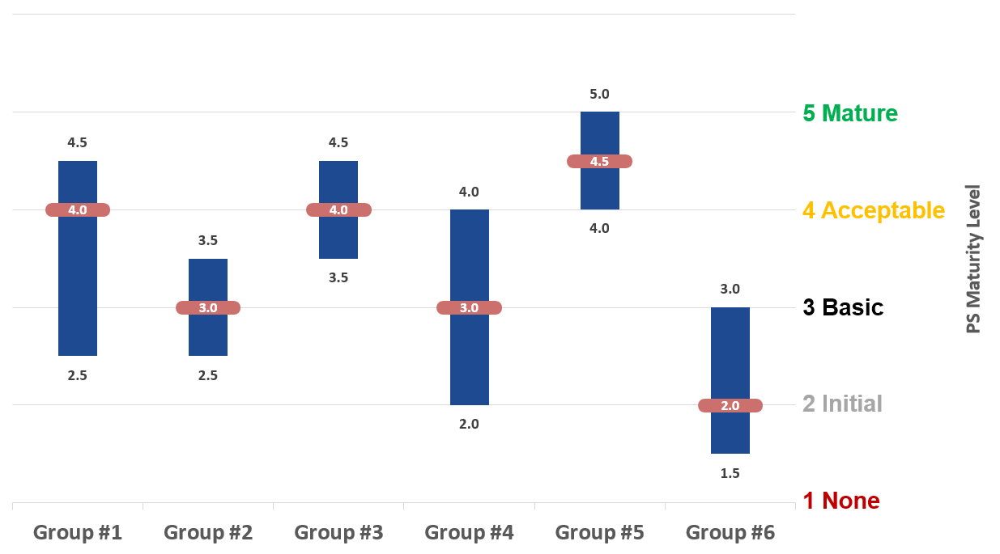 5.0
5 Mature
4.5
4.5
4.5
4.0
4.0
4.0
4 Acceptable
4.0
3.5
3.5
3.0
3.0
3.0
3 Basic
2.5
2.5
2.0
2 Initial
2.0
1.5
1 None
PS Maturity Level
Group #1
Group #2
Group #3
Group #4
Group #5
Group #6